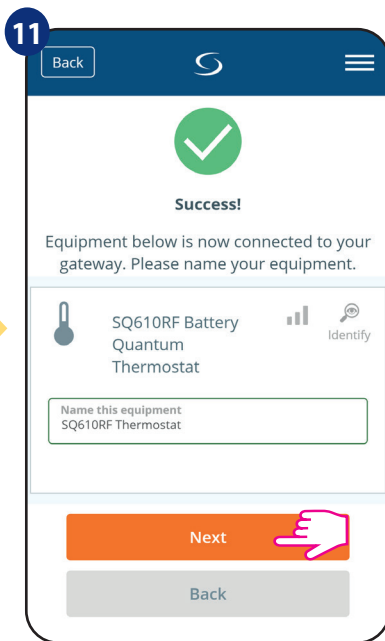 11
Back
Success!
Equipment below is now connected to your
gateway. Please name your equipment.
SQ610RF Battery
Quantum
Thermostat
Identify
Name this equipment
SQ610RF Thermostat
Next
Back